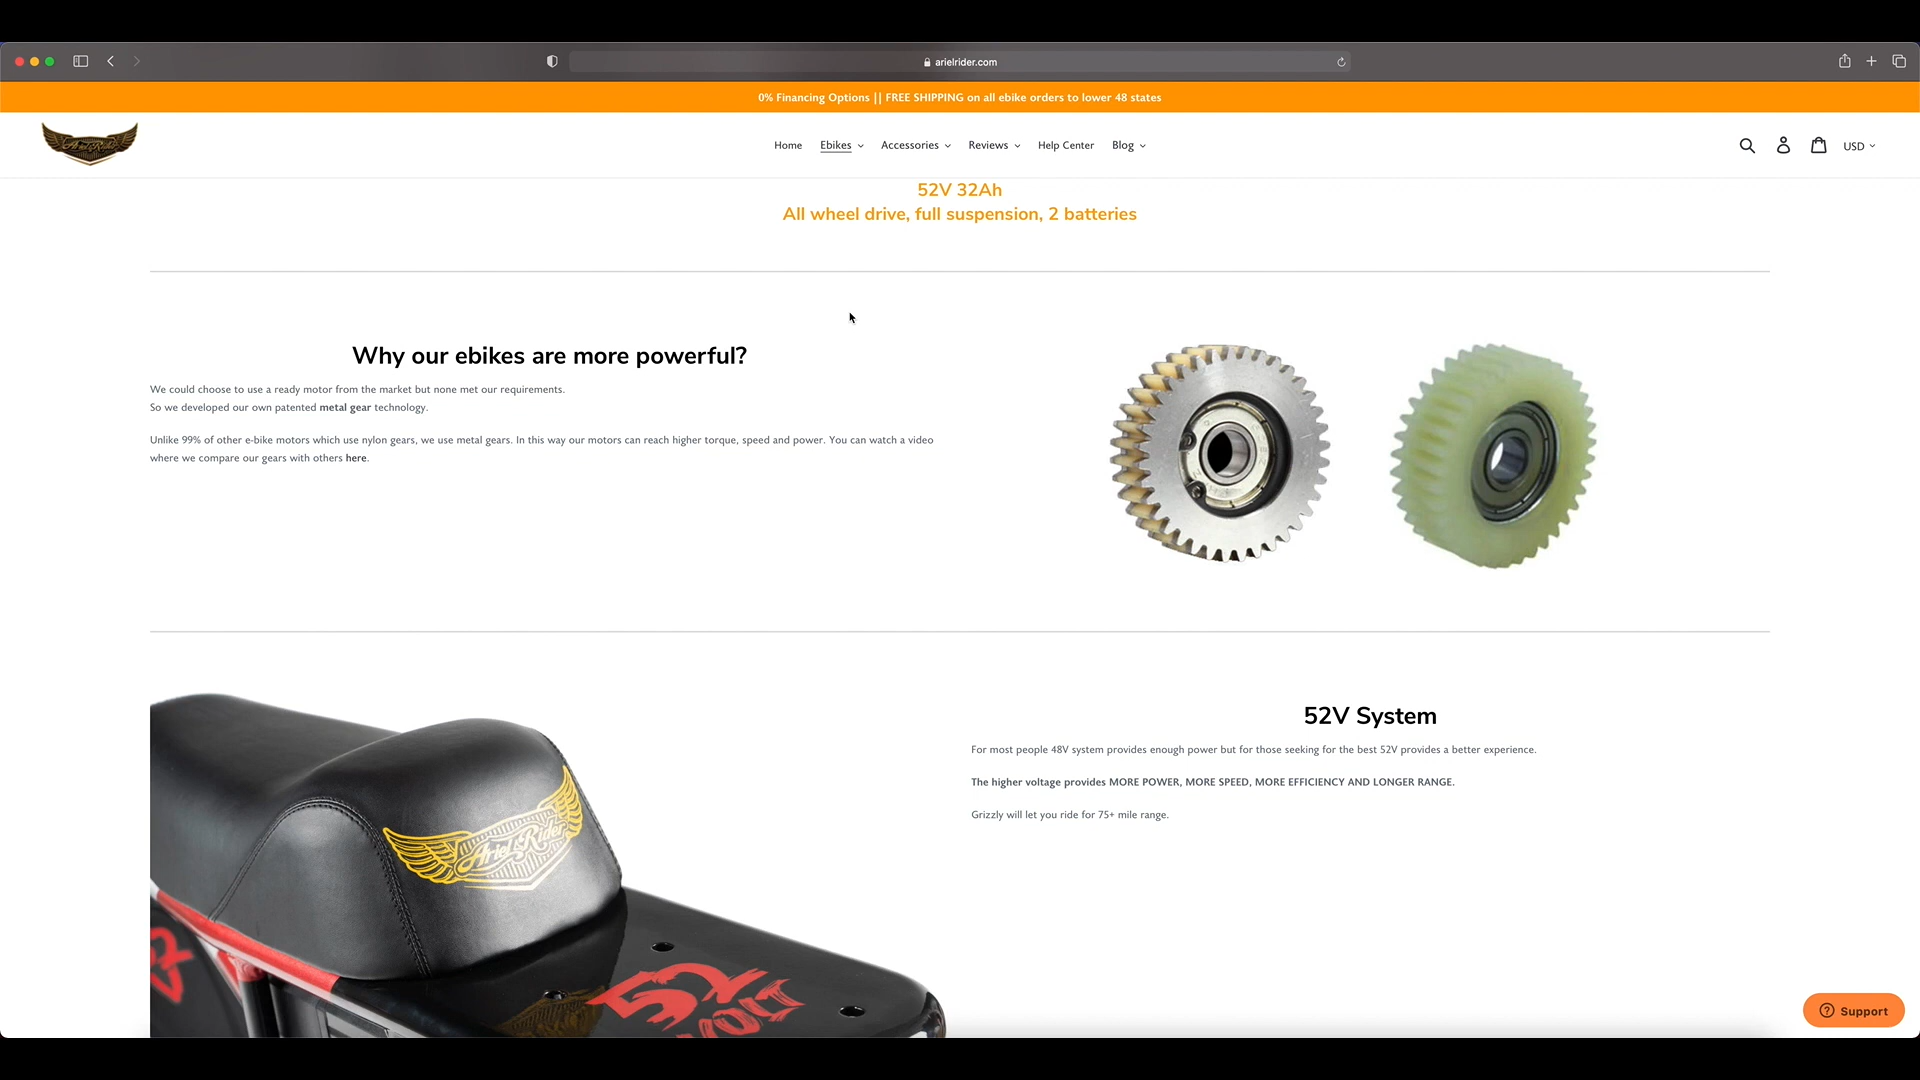 arielrider.com
0% Financing Options || FREE SHIPPING on all ebike orders to lower 48 states
Ariel Rider
Home Ebikes Accessories Reviews Help Center Blog USD
52V 32Ah
All wheel drive, full suspension, 2 batteries
Why our ebikes are more powerful?
We could choose to use a ready motor from the market but none met our requirements.
So we developed our own patented metal gear technology.
Unlike 99% of other e-bike motors which use nylon gears, we use metal gears. In this way our motors can reach higher torque, speed and power. You can watch a video
where we compare our gears with others here.
52V System
For most people 48V system provides enough power but for those seeking for the best 52V provides a better experience.
The higher voltage provides MORE POWER, MORE SPEED, MORE EFFICIENCY AND LONGER RANGE.
Grizzly will let you ride for 75+ mile range.
Ariel Rider
52
VOLT
Support